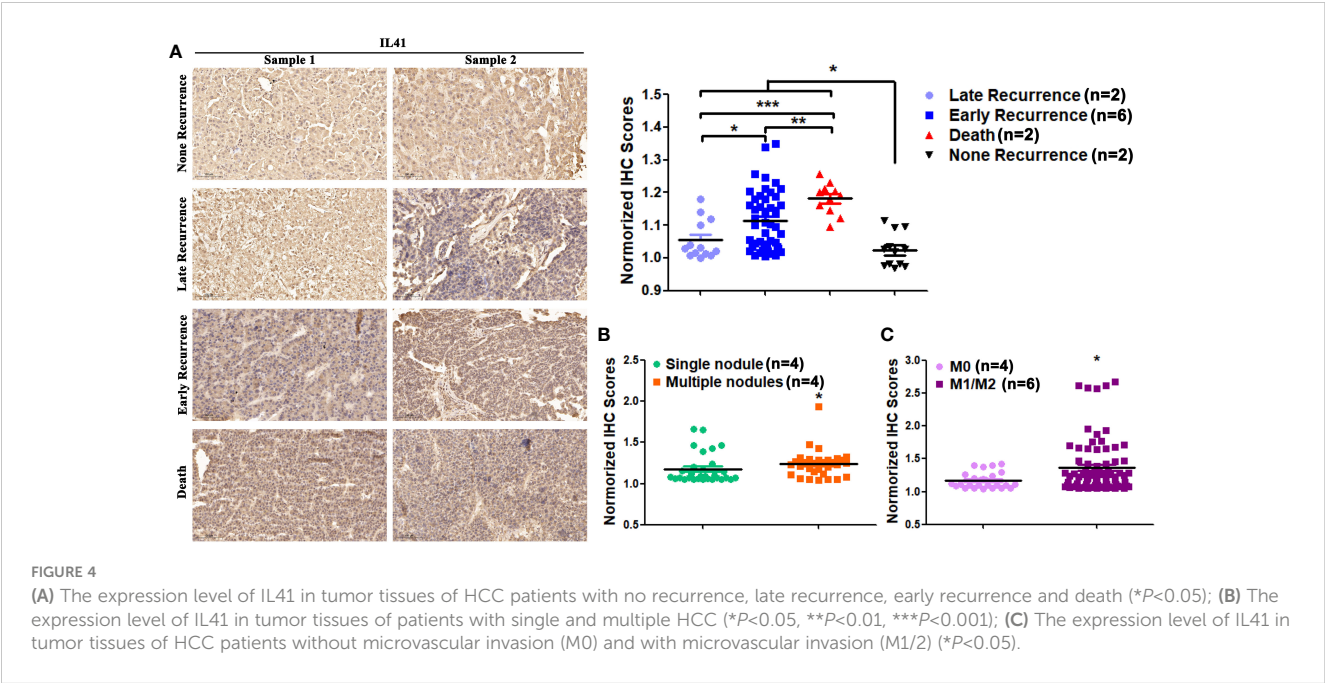 A
IL41
Sample 1
Sample 2
None Recurrence
Late Recurrence
Early Recurrence
Death
*
***
*
**
Normorized IHC Scores
1.5
1.4
1.3
1.2
1.1
1.0
0.9
Late Recurrence (n=2)
Early Recurrence (n=6)
Death (n=2)
None Recurrence (n=2)
B
Normorlized IHC Scores
2.5
2.0
1.5
1.0
0.5
Single nodule (n=4)
Multiple nodules (n=4)
*
C
Normorlized IHC Scores
3.0
2.5
2.0
1.5
1.0
0.5
M0 (n=4)
M1/M2 (n=6)
*
FIGURE 4
(A) The expression level of IL41 in tumor tissues of HCC patients with no recurrence, late recurrence, early recurrence and death (*P<0.05); (B) The
expression level of IL41 in tumor tissues of patients with single and multiple HCC (*P<0.05, **P<0.01, ***P<0.001); (C) The expression level of IL41 in
tumor tissues of HCC patients without microvascular invasion (M0) and with microvascular invasion (M1/2) (*P<0.05).